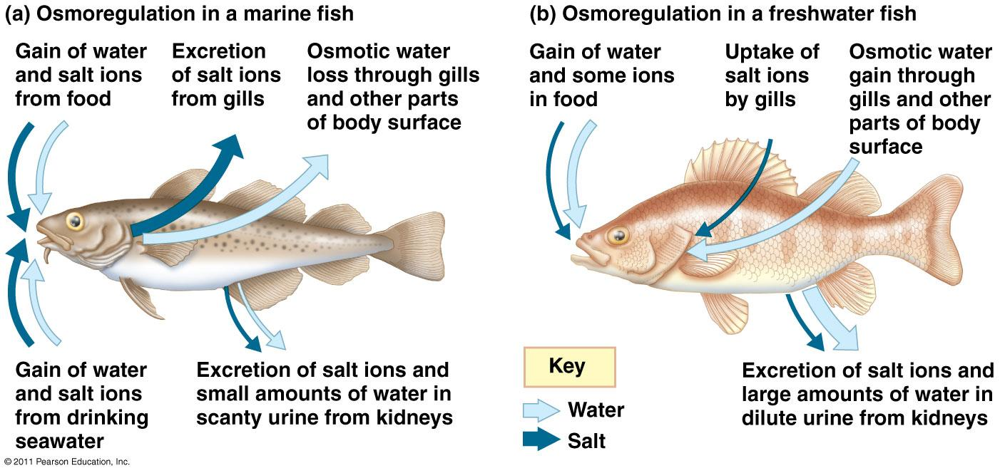 (a) Osmoregulation in a marine fish
Gain of water
and salt ions
from food
Excretion
of salt ions
from gills
Osmotic water
loss through gills
and other parts
of body surface
Gain of water
and salt ions
from drinking
seawater
Excretion of salt ions and
small amounts of water in
scanty urine from kidneys
(b) Osmoregulation in a freshwater fish
Gain of water
and some ions
in food
Uptake of
salt ions
by gills
Osmotic water
gain through
gills and other
parts of body
surface
Key
Water
Salt
Excretion of salt ions and
large amounts of water in
dilute urine from kidneys
© 2011 Pearson Education, Inc.